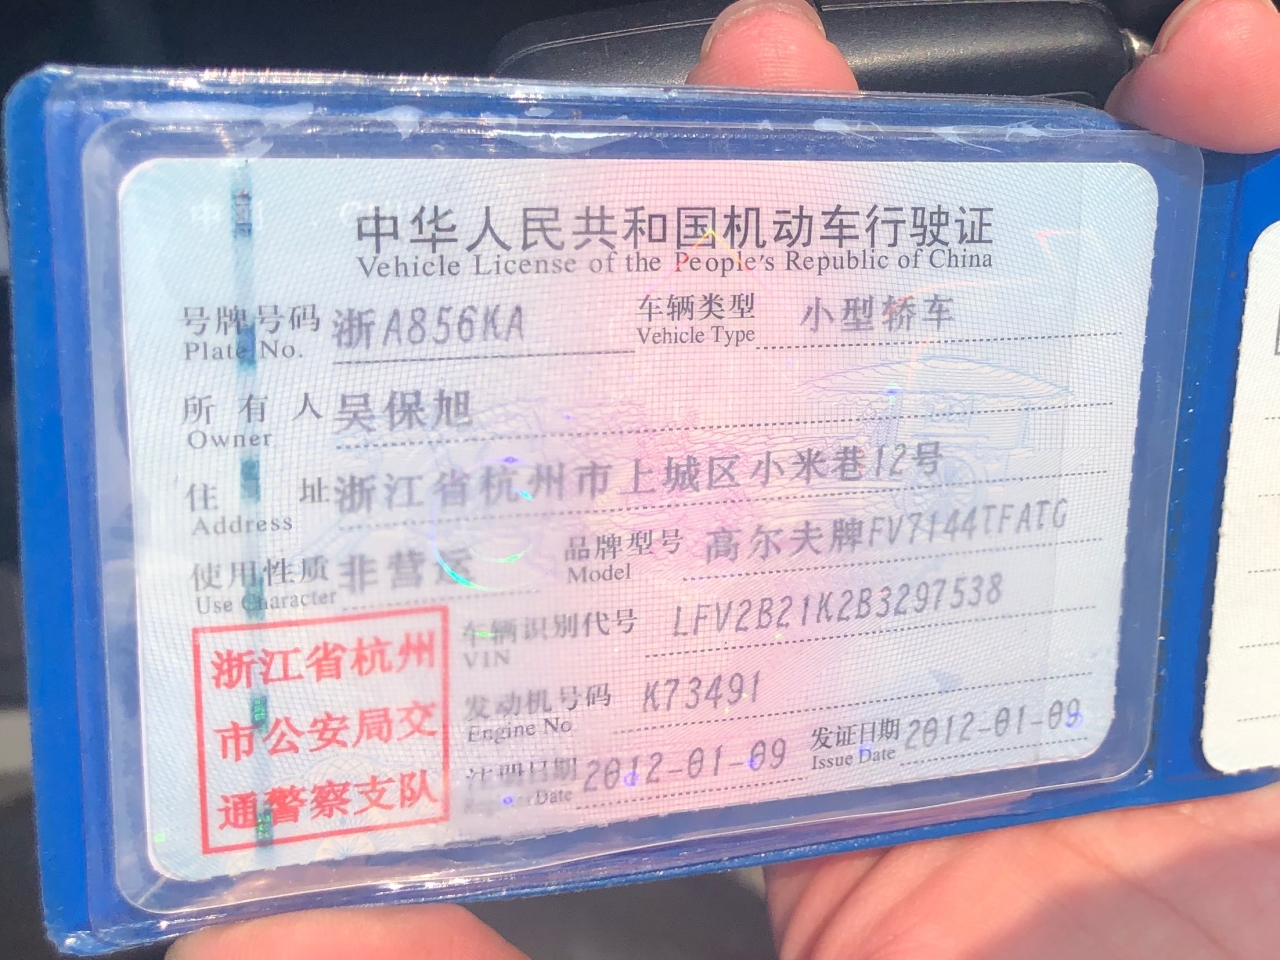 中华人民共和国机动车行驶证
Vehicle License of the People's Republic of China
号牌号码 浙A856KA 车辆类型 小型轿车
Plate No. Vehicle Type
所有人 吴保旭
Owner
住址 浙江省杭州市上城区小米巷12号
Address
使用性质 非营运 品牌型号 高尔夫牌FV7144TFATG
Use Character Model
车辆识别代号 LFV2B21K2B3297538
VIN
发动机号码 K73491
Engine No.
注册日期 2012-01-09 发证日期 2012-01-09
Register Date Issue Date
浙江省杭州
市公安局交
通警察支队